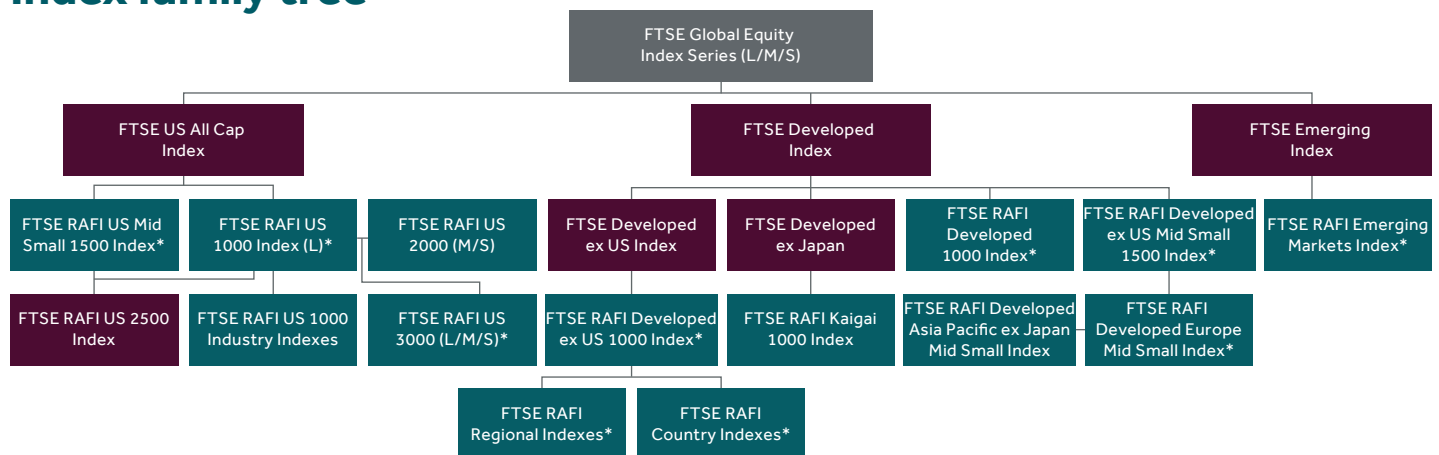 Index family tree
FTSE Global Equity
Index Series (L/M/S)
FTSE US All Cap
Index
FTSE Developed
Index
FTSE Emerging
Index
FTSE RAFI US Mid
Small 1500 Index*
FTSE RAFI US
1000 Index (L)*
FTSE RAFI US
2000 (M/S)
FTSE Developed
ex US Index
FTSE Developed
ex Japan
FTSE RAFI
Developed
1000 Index*
FTSE RAFI Developed
ex US Mid Small
1500 Index*
FTSE RAFI Emerging
Markets Index*
FTSE RAFI US 2500
Index
FTSE RAFI US 1000
Industry Indexes
FTSE RAFI US
3000 (L/M/S)*
FTSE RAFI Developed
ex US 1000 Index*
FTSE RAFI Kaigai
1000 Index
FTSE RAFI Developed
Asia Pacific ex Japan
Mid Small Index
FTSE RAFI
Developed Europe
Mid Small Index*
FTSE RAFI
Regional Indexes*
FTSE RAFI
Country Indexes*